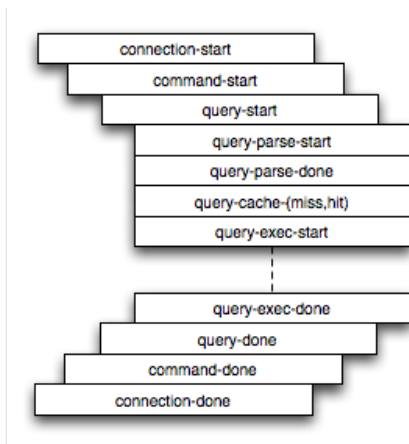 connection-start
command-start
query-start
query-parse-start
query-parse-done
query-cache-{miss,hit)
query-exec-start
query-exec-done
query-done
command-done
connection-done